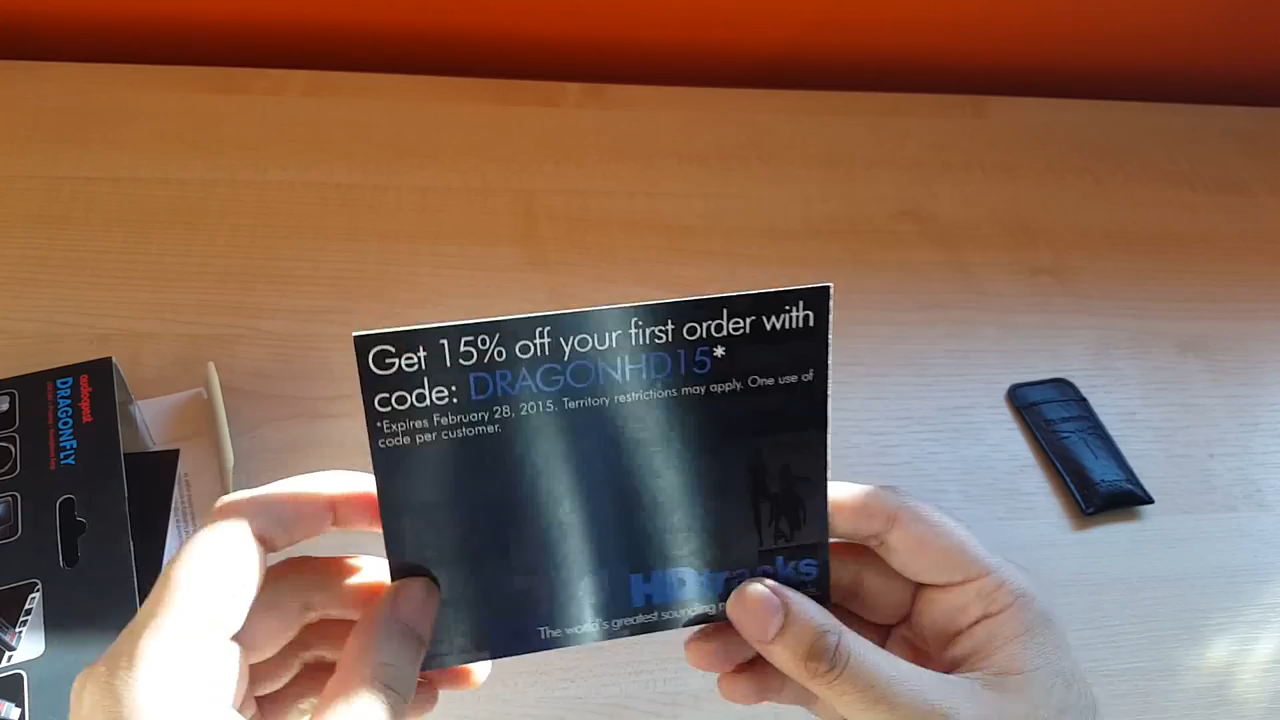 Get 15% off your first order with
code: DRAGONHD15*
*Expires February 28, 2015. Territory restrictions may apply. One use of
code per customer.
HDtracks
The world's greatest sounding
audioquest
DRAGONFLY